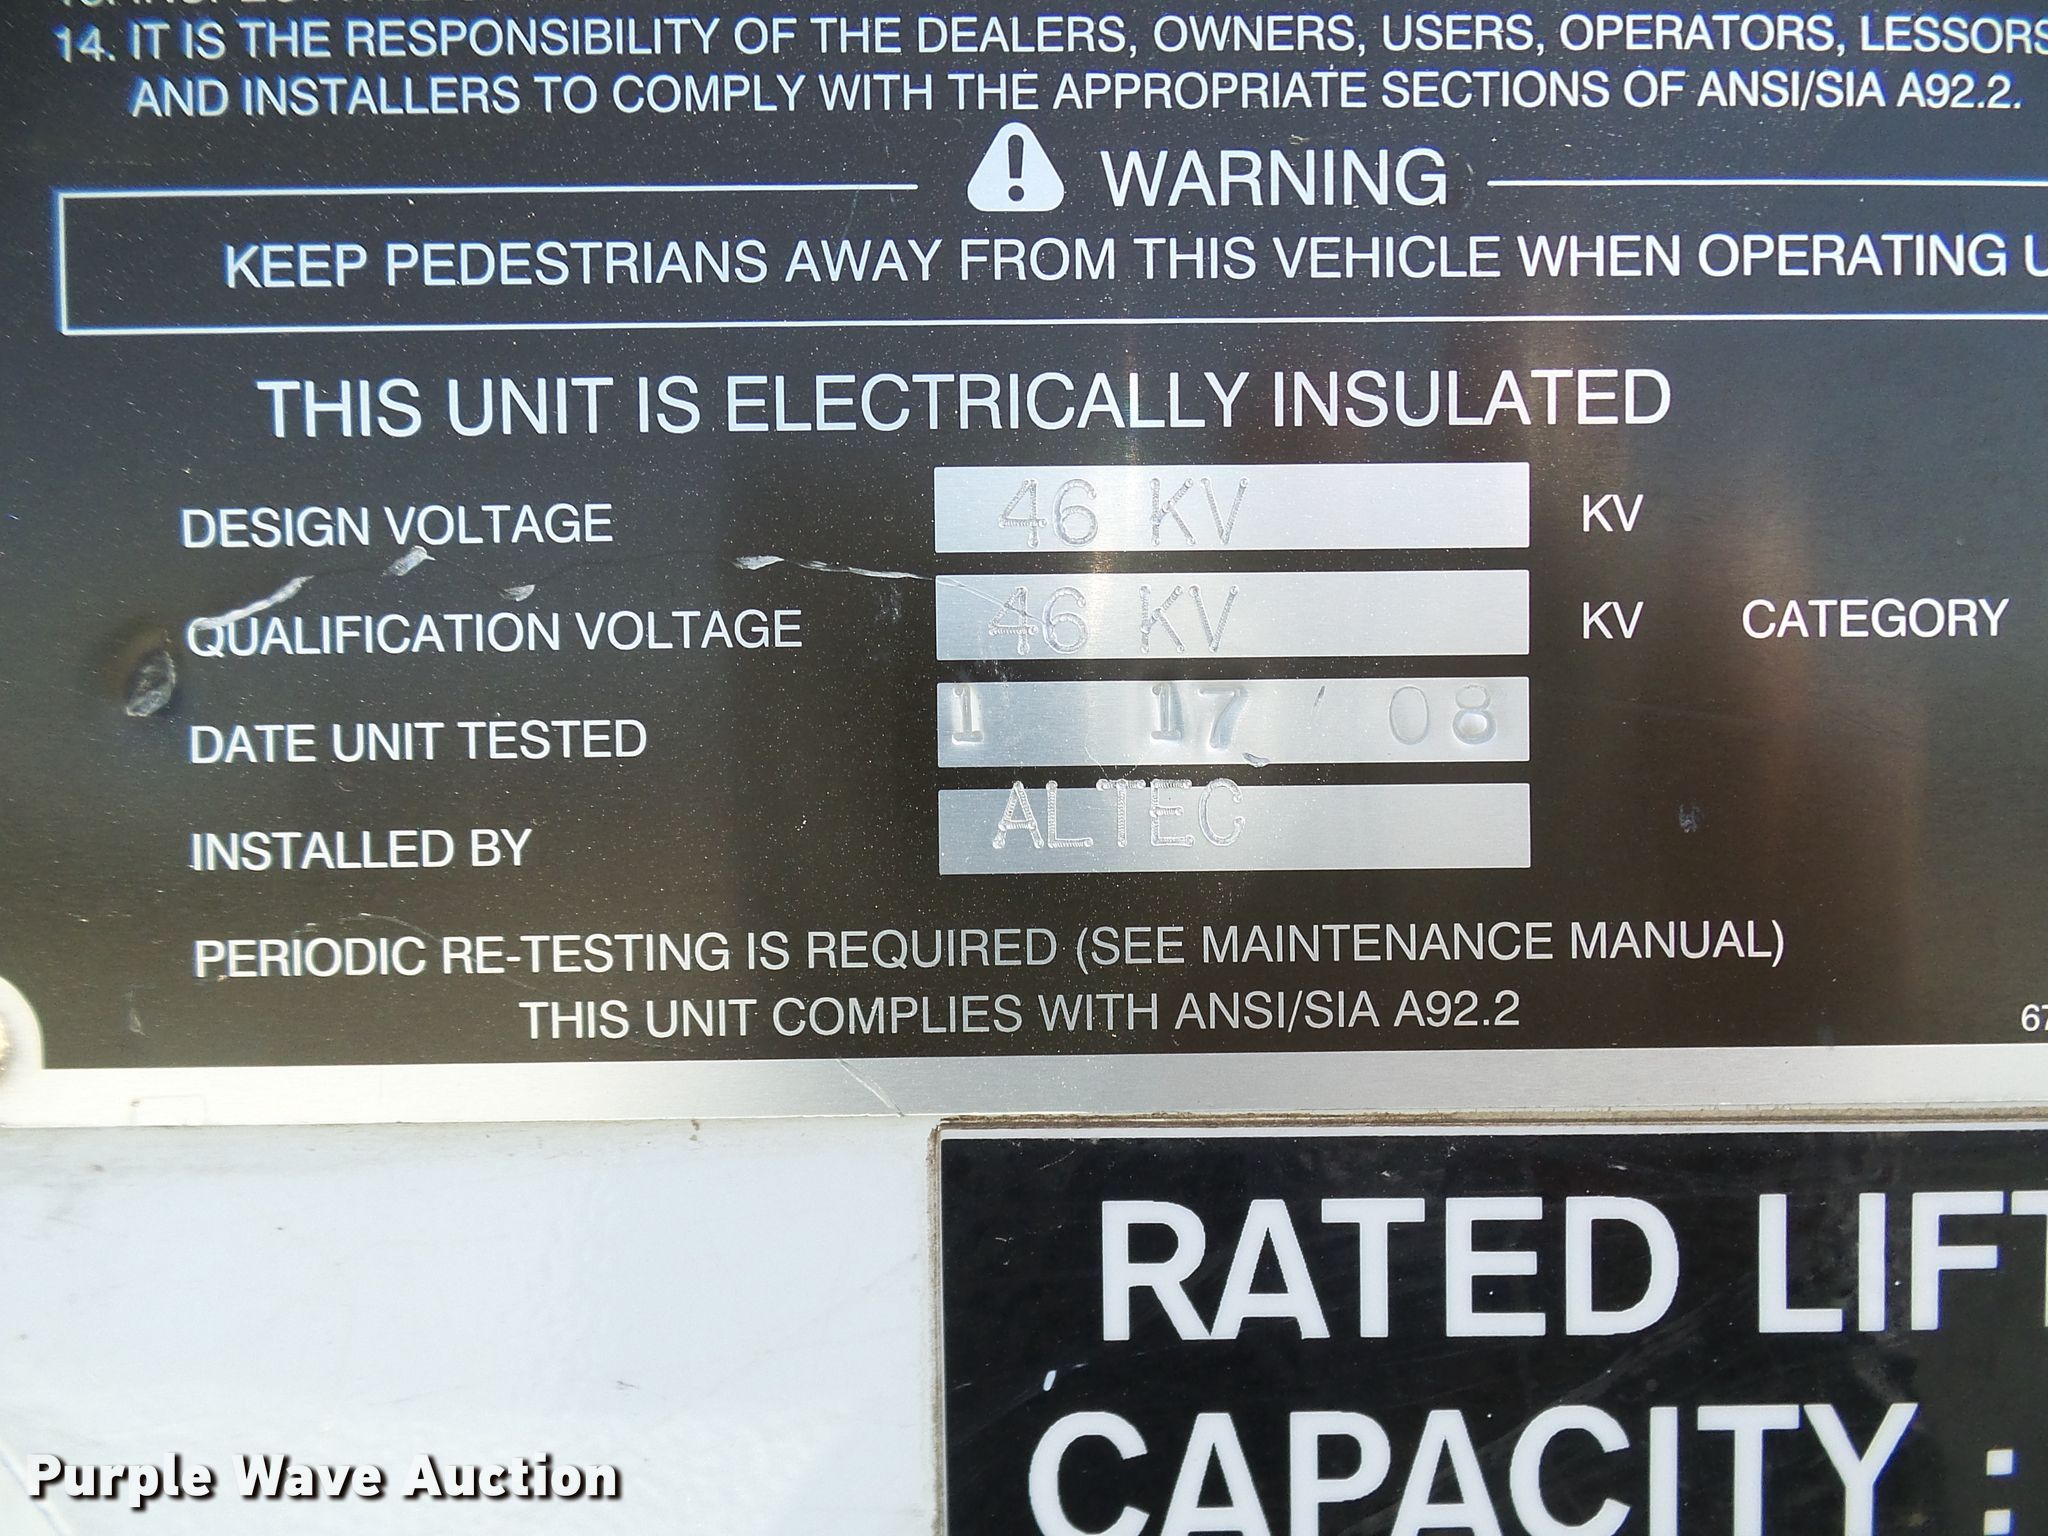 14. IT IS THE RESPONSIBILITY OF THE DEALERS, OWNERS, USERS, OPERATORS, LESSORS
AND INSTALLERS TO COMPLY WITH THE APPROPRIATE SECTIONS OF ANSI/SIA A92.2.
WARNING
KEEP PEDESTRIANS AWAY FROM THIS VEHICLE WHEN OPERATING
THIS UNIT IS ELECTRICALLY INSULATED
DESIGN VOLTAGE 46 KV KV
QUALIFICATION VOLTAGE 46 KV KV CATEGORY
DATE UNIT TESTED 1 17 / 08
INSTALLED BY ALTEC
PERIODIC RE-TESTING IS REQUIRED (SEE MAINTENANCE MANUAL)
THIS UNIT COMPLIES WITH ANSI/SIA A92.2
RATED LIFT
CAPACITY :
Purple Wave Auction